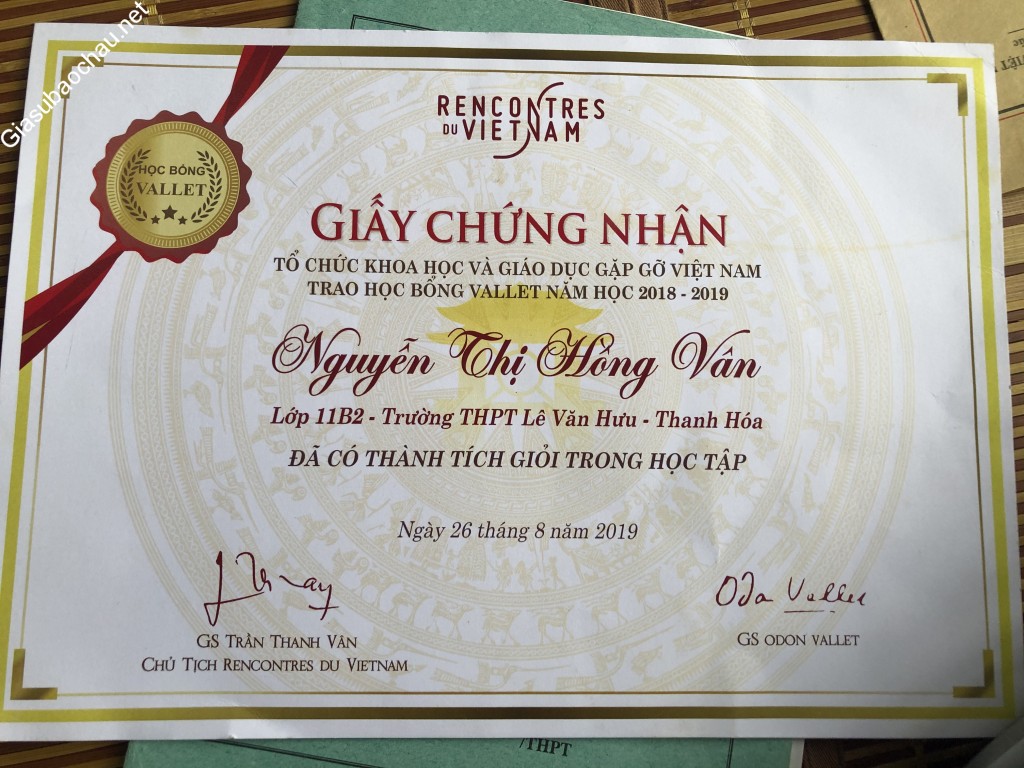 Giasubaochau.net
RENCONTRES
DU VIETNAM
HỌC BỔNG
VALLET
GIẤY CHỨNG NHẬN
TỔ CHỨC KHOA HỌC VÀ GIÁO DỤC GẶP GỠ VIỆT NAM
TRAO HỌC BỔNG VALLET NĂM HỌC 2018 - 2019
Nguyễn Thị Hồng Vân
Lớp 11B2 - Trường THPT Lê Văn Hưu - Thanh Hóa
ĐÃ CÓ THÀNH TÍCH GIỎI TRONG HỌC TẬP
Ngày 26 tháng 8 năm 2019
Odon Vallet
GS TRẦN THANH VÂN
CHỦ TỊCH RENCONTRES DU VIETNAM
GS ODON VALLET
/THPT